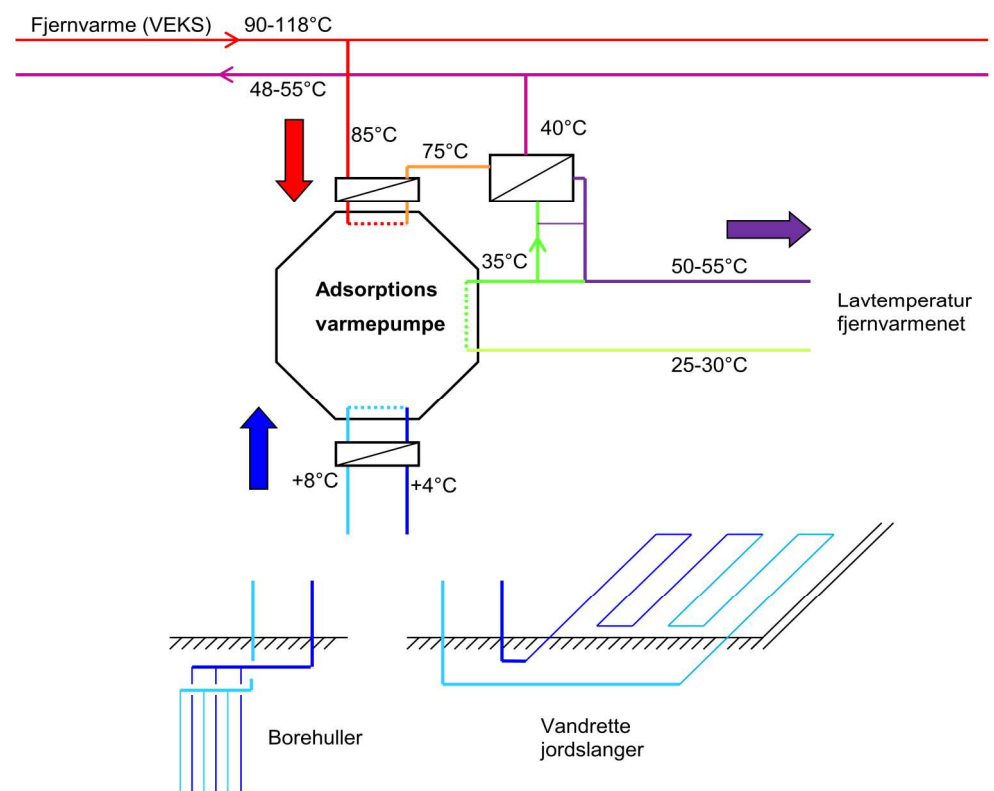 Fjernvarme (VEKS) 90-118°C
48-55°C
85°C
75°C
40°C
35°C
50-55°C
Adsorptions
varmepumpe
Lavtemperatur
fjernvarmenet
25-30°C
+8°C
+4°C
Borehuller
Vandrette
jordslanger